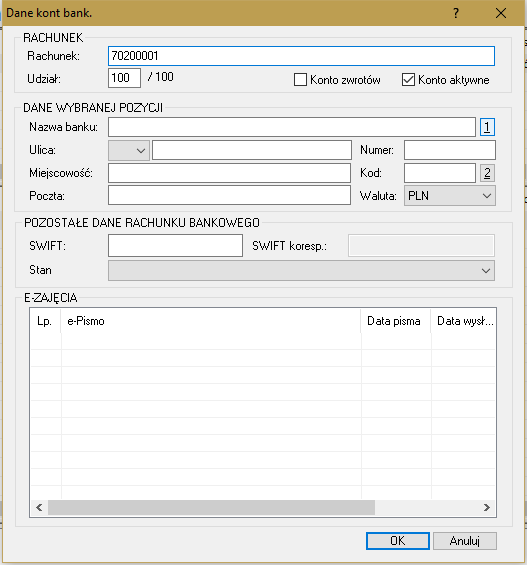 Dane kont bank. ?
RACHUNEK
Rachunek: 70200001
Udział: 100 / 100 Konto zwrotów Konto aktywne
DANE WYBRANEJ POZYCJI
Nazwa banku: 1
Ulica: Numer:
Miejscowość: Kod: 2
Poczta: Waluta: PLN
POZOSTAŁE DANE RACHUNKU BANKOWEGO
SWIFT: SWIFT koresp.:
Stan
E-ZAJĘCIA
Lp. e-Pismo Data pisma Data wysł...
OK Anuluj